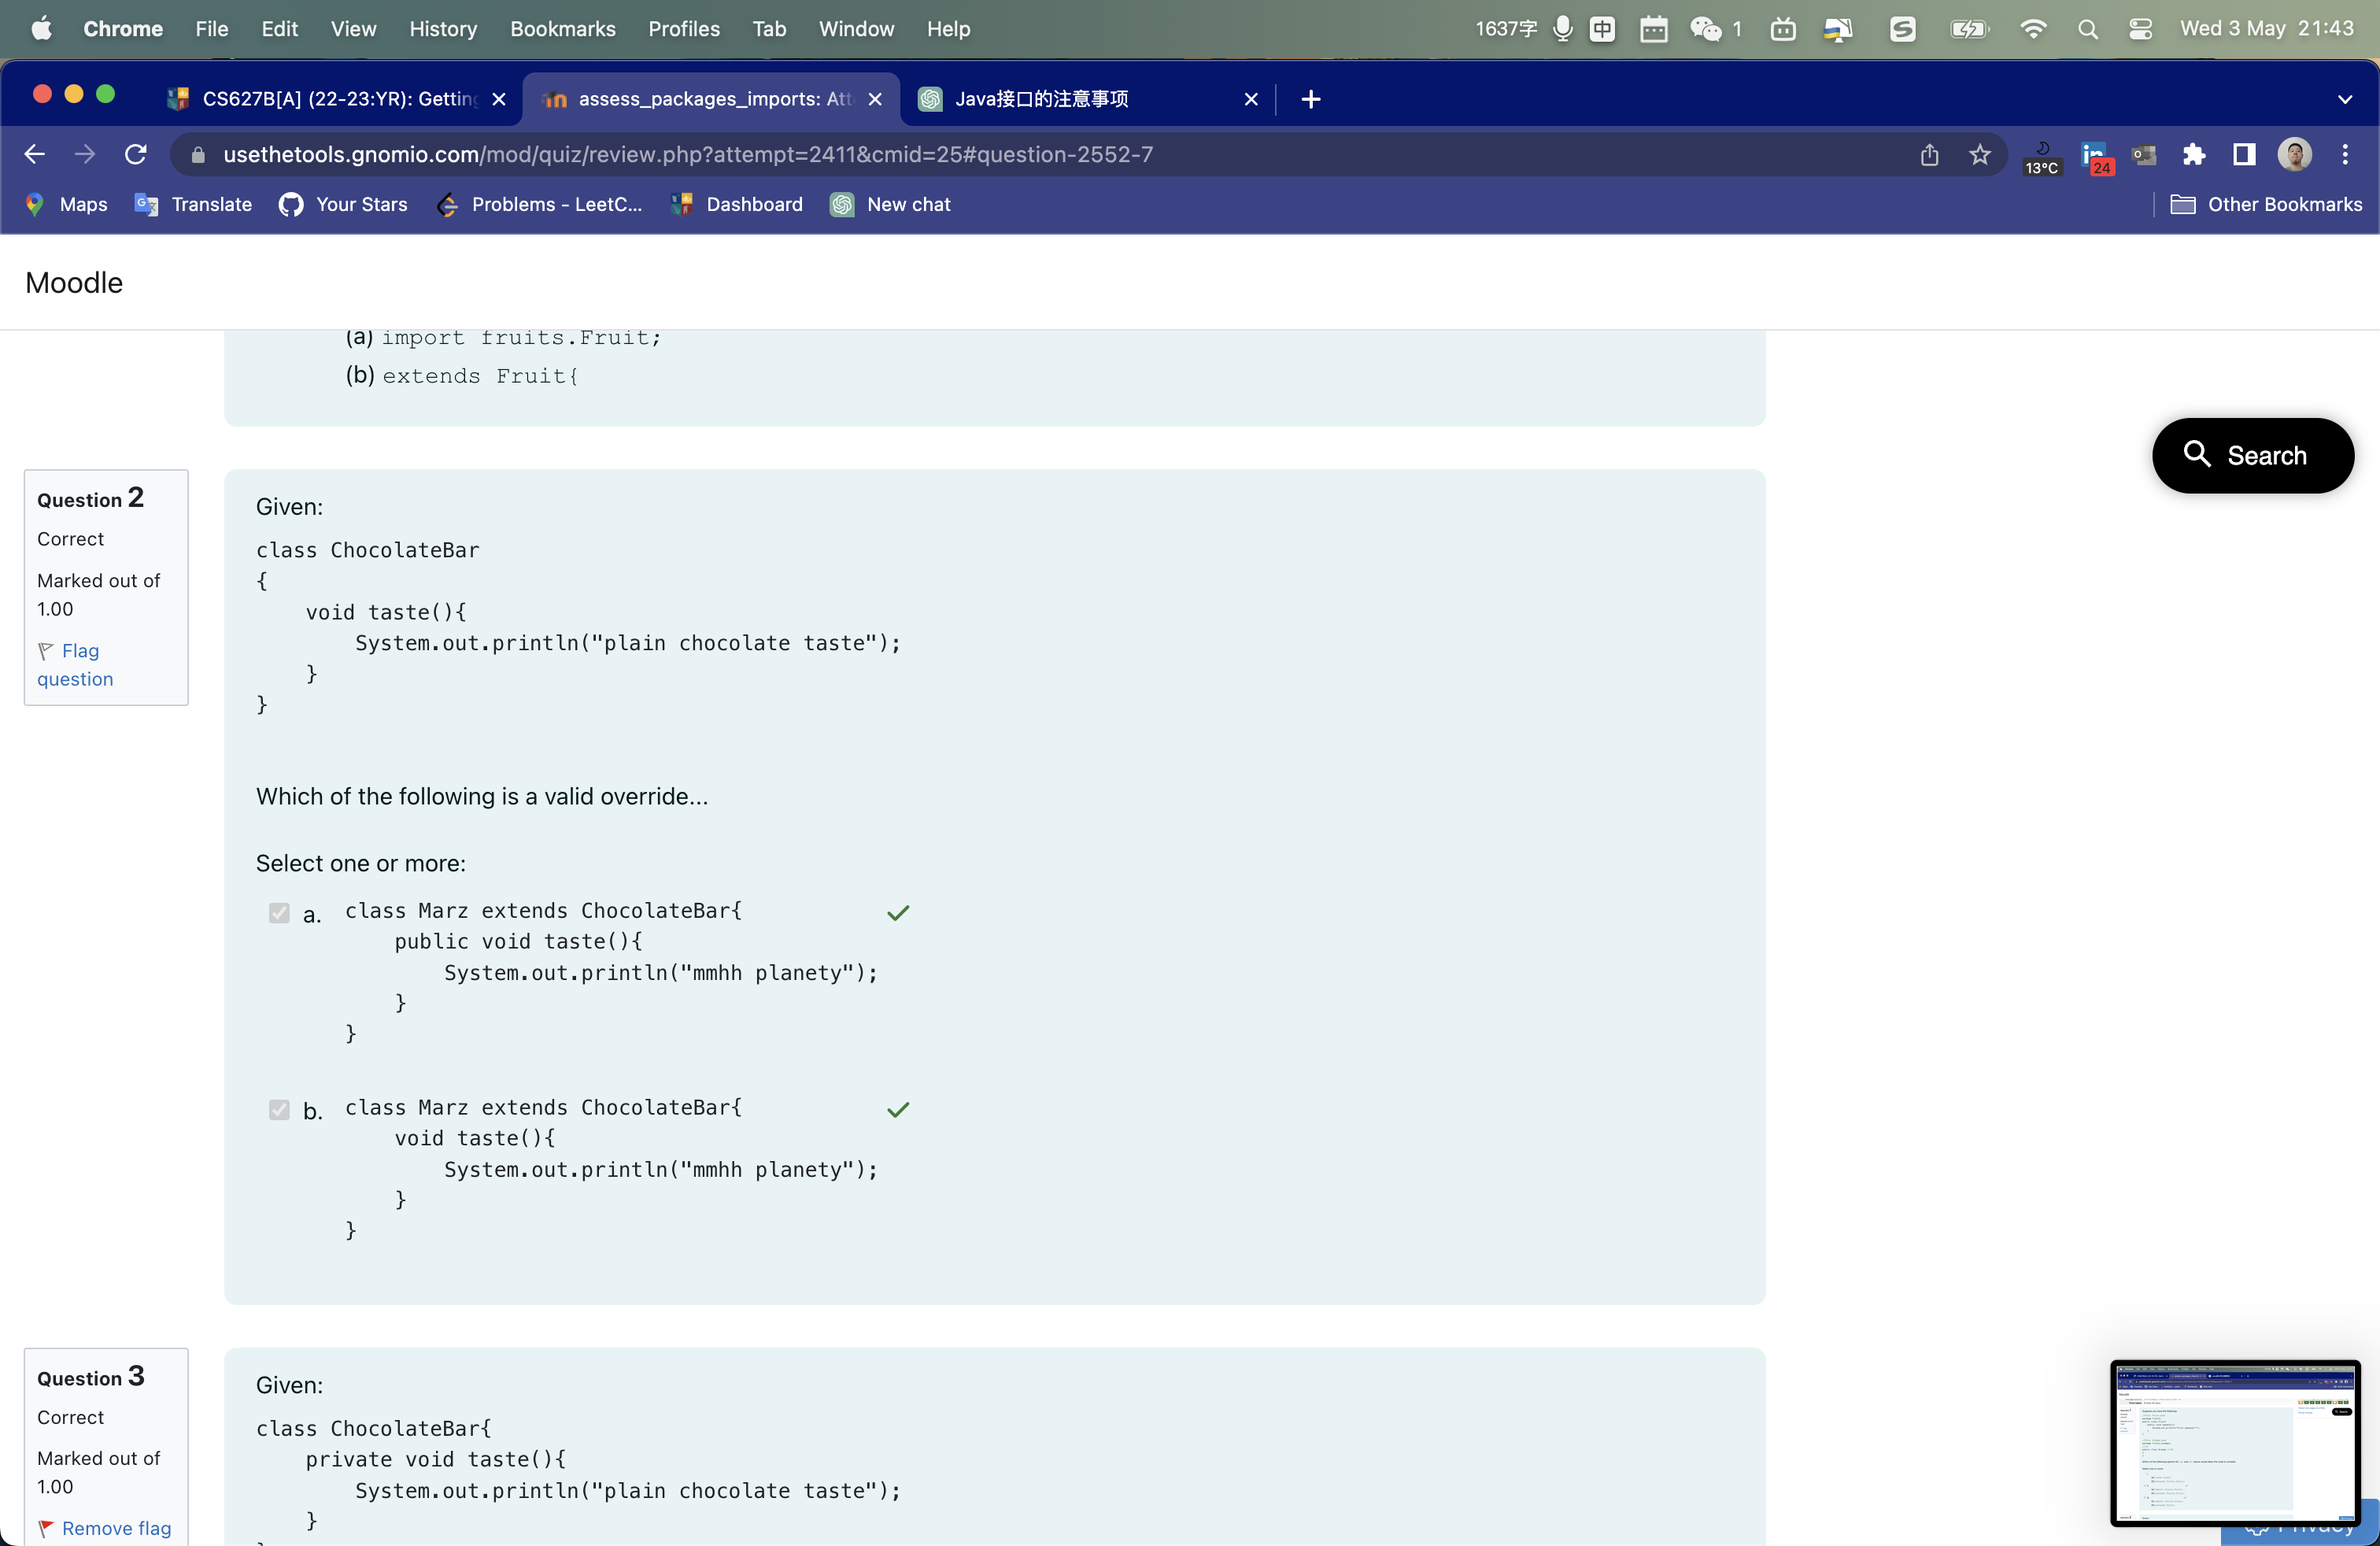 Chrome File Edit View History Bookmarks Profiles Tab Window Help 1637字 中 1 Wed 3 May 21:43
CS627B[A] (22-23:YR): Getting assess_packages_imports: Att Java接口的注意事项
usethetools.gnomio.com/mod/quiz/review.php?attempt=2411&cmid=25#question-2552-7 13°C 24
Maps Translate Your Stars Problems - LeetC... Dashboard New chat Other Bookmarks
Moodle
(a) import fruits.Fruit;
(b) extends Fruit{
Search
Question 2
Correct
Marked out of
1.00
Flag
question
Given:
class ChocolateBar
{
    void taste(){
        System.out.println("plain chocolate taste");
    }
}
Which of the following is a valid override...
Select one or more:
a. class Marz extends ChocolateBar{
    public void taste(){
        System.out.println("mmhh planety");
    }
}
b. class Marz extends ChocolateBar{
    void taste(){
        System.out.println("mmhh planety");
    }
}
Question 3
Correct
Marked out of
1.00
Remove flag
Given:
class ChocolateBar{
    private void taste(){
        System.out.println("plain chocolate taste");
    }
Privacy